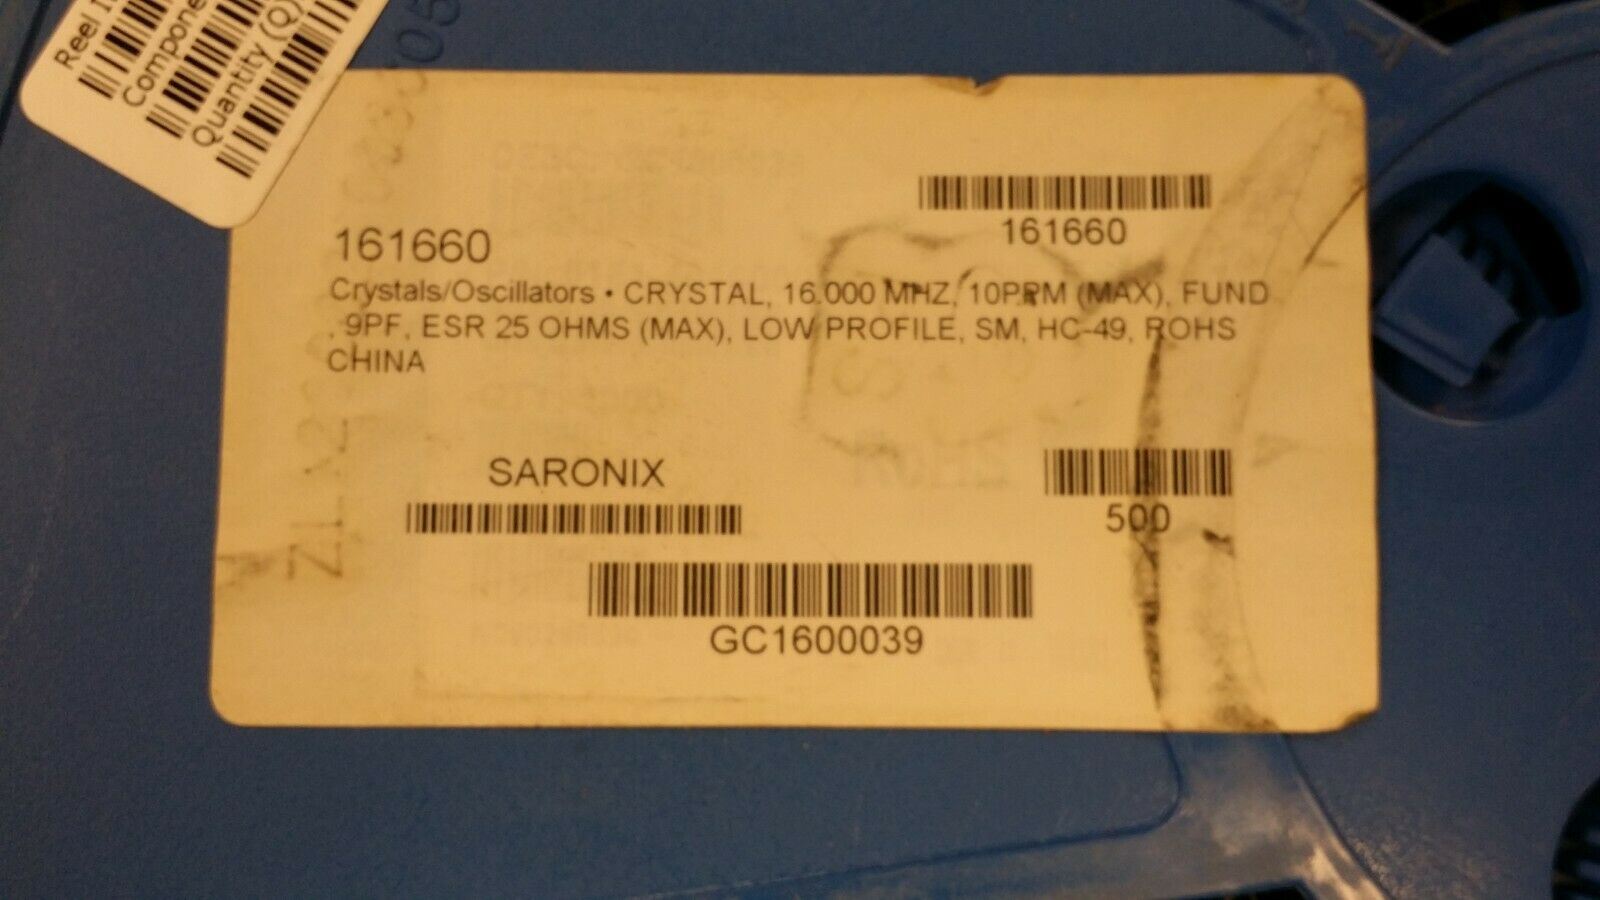 Reel I
Compone
Quantity (Q)
161660
161660
Crystals/Oscillators • CRYSTAL, 16.000 MHZ, 10PPM (MAX), FUND
, 9PF, ESR 25 OHMS (MAX), LOW PROFILE, SM, HC-49, ROHS
CHINA
SARONIX
500
GC1600039